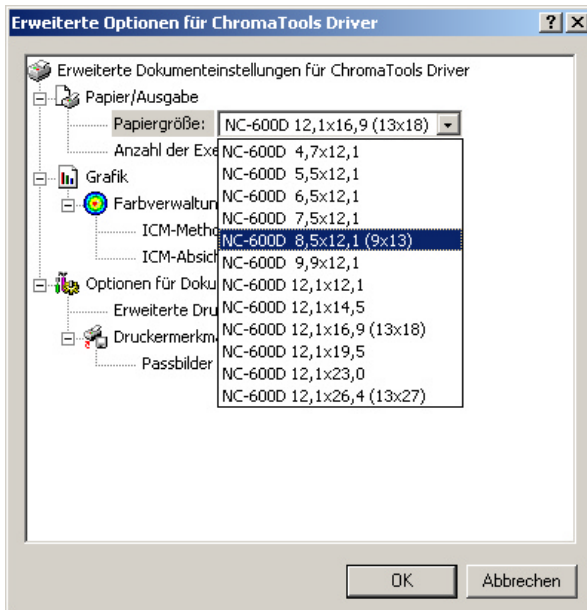 Erweiterte Optionen für ChromaTools Driver
Erweiterte Dokumenteinstellungen für ChromaTools Driver
Papier/Ausgabe
Papiergröße: NC-600D 12,1x16,9 (13x18)
Anzahl der Exe
NC-600D 4,7x12,1
NC-600D 5,5x12,1
Grafik
NC-600D 6,5x12,1
Farbverwaltun
NC-600D 7,5x12,1
ICM-Metho
NC-600D 8,5x12,1 (9x13)
ICM-Absich
NC-600D 9,9x12,1
Optionen für Doku
NC-600D 12,1x12,1
Erweiterte Dru
NC-600D 12,1x14,5
Druckermerkm
NC-600D 12,1x16,9 (13x18)
Passbilder
NC-600D 12,1x19,5
NC-600D 12,1x23,0
NC-600D 12,1x26,4 (13x27)
OK
Abbrechen